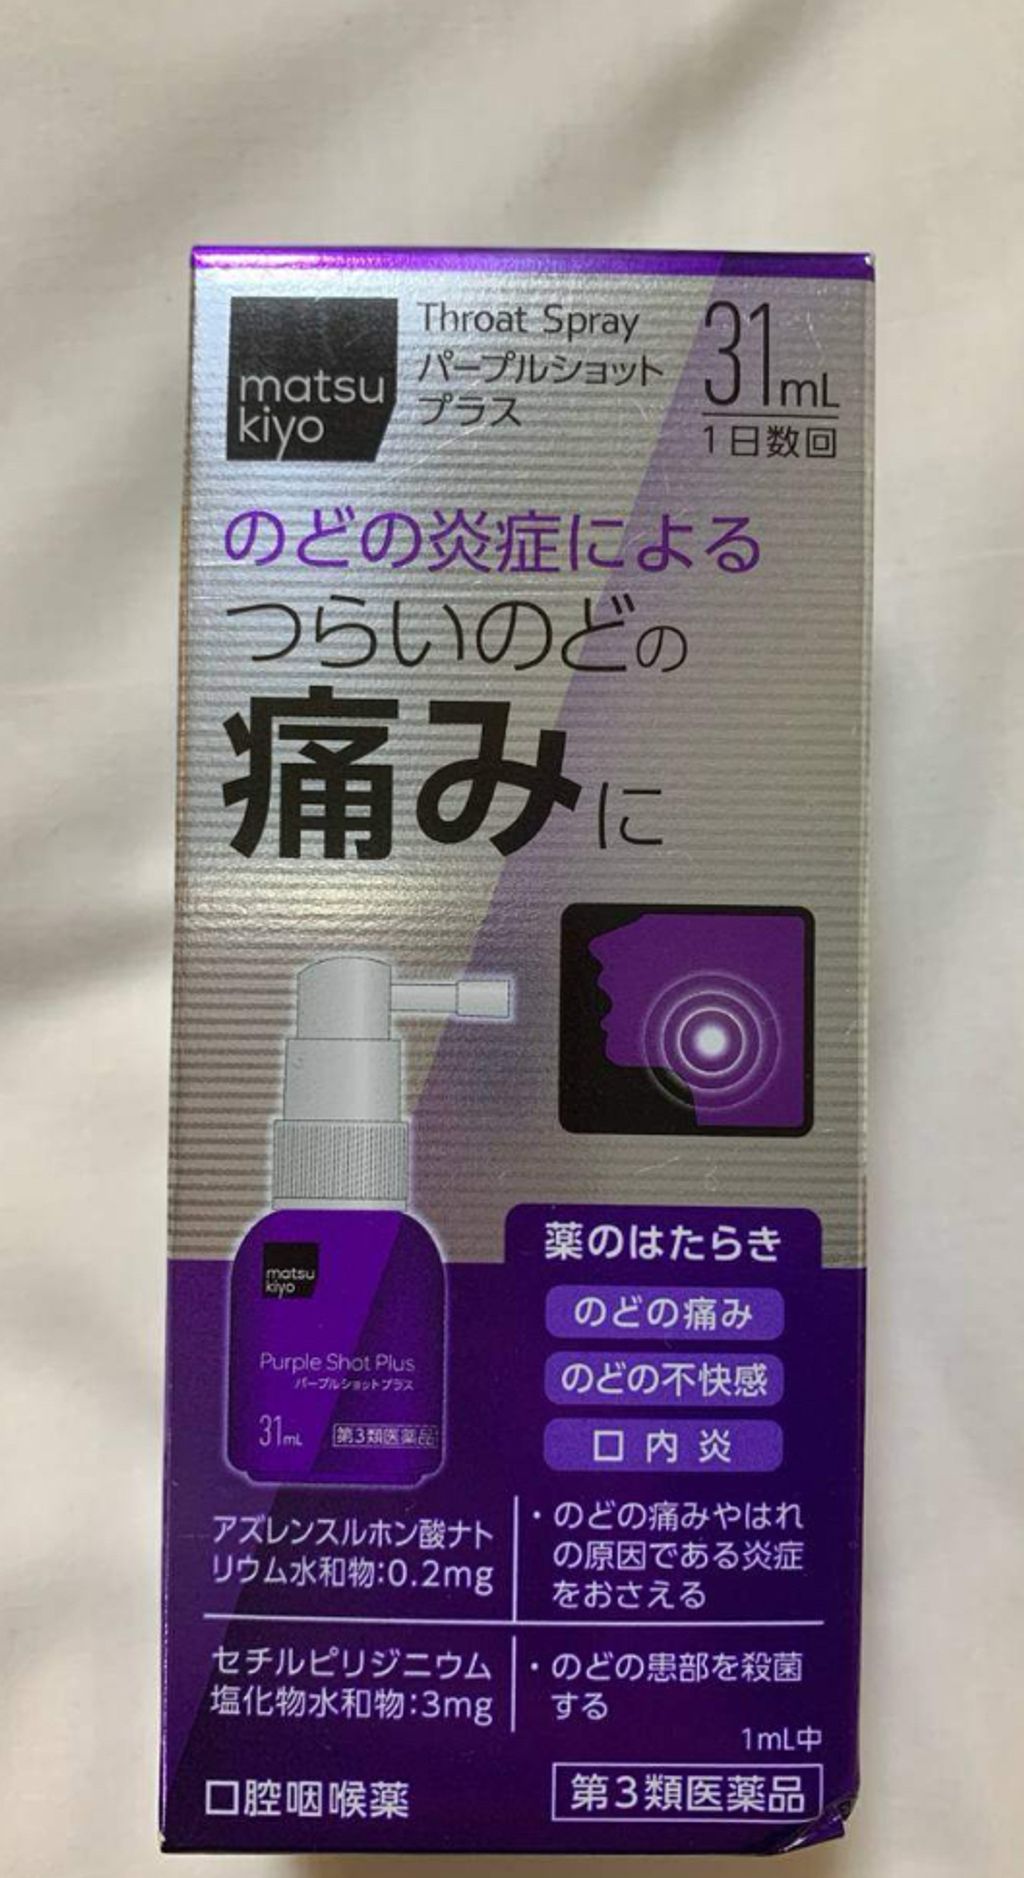 matsu
kiyo
Throat Spray
パープルショット
プラス
31mL
1日数回
のどの炎症による
つらいのどの
痛みに
matsu
kiyo
Purple Shot Plus
パープルショットプラス
31mL
第3類医薬品
薬のはたらき
のどの痛み
のどの不快感
口内炎
アズレンスルホン酸ナト
リウム水和物:0.2mg
・のどの痛みやはれ
の原因である炎症
をおさえる
セチルピリジニウム
塩化物水和物:3mg
・のどの患部を殺菌
する
1mL中
口腔咽喉薬
第3類医薬品